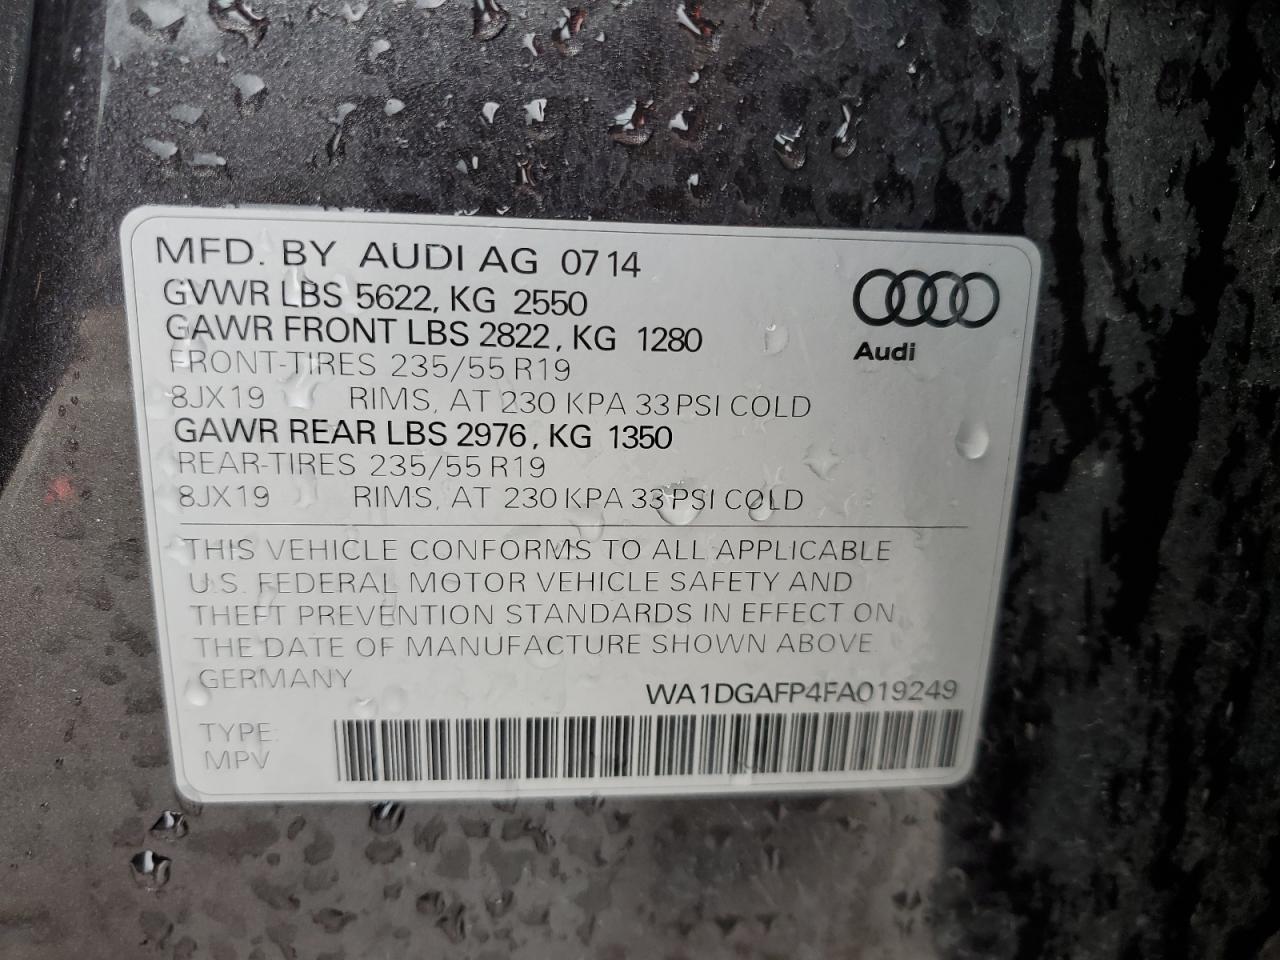 MFD. BY AUDI AG 0714
GVWR LBS 5622, KG 2550
GAWR FRONT LBS 2822, KG 1280
FRONT-TIRES 235/55 R19
8JX19 RIMS, AT 230 KPA 33 PSI COLD
GAWR REAR LBS 2976, KG 1350
REAR-TIRES 235/55 R19
8JX19 RIMS, AT 230 KPA 33 PSI COLD
Audi
THIS VEHICLE CONFORMS TO ALL APPLICABLE
U.S. FEDERAL MOTOR VEHICLE SAFETY AND
THEFT PREVENTION STANDARDS IN EFFECT ON
THE DATE OF MANUFACTURE SHOWN ABOVE.
GERMANY
WA1DGAFP4FA019249
TYPE:
MPV